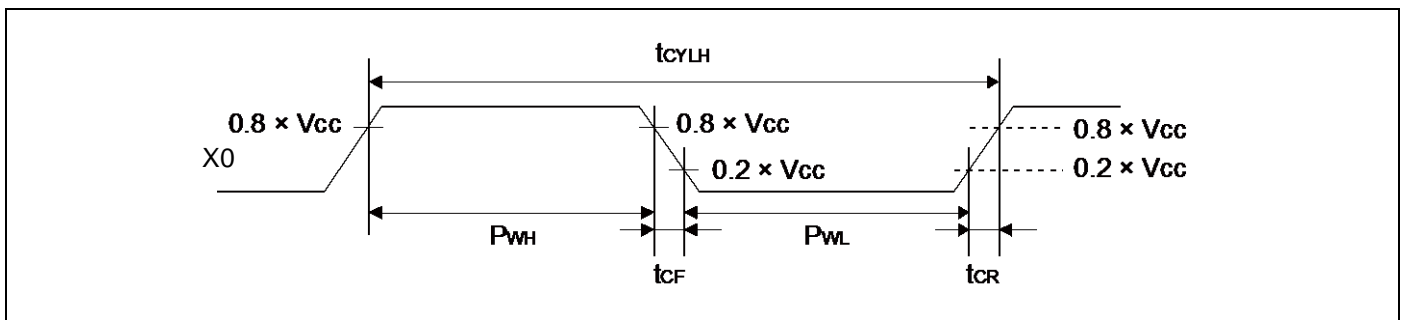 tCYLH
0.8 × Vcc
0.8 × Vcc
0.8 × Vcc
X0
0.2 × Vcc
0.2 × Vcc
PWH
PWL
tCF
tCR